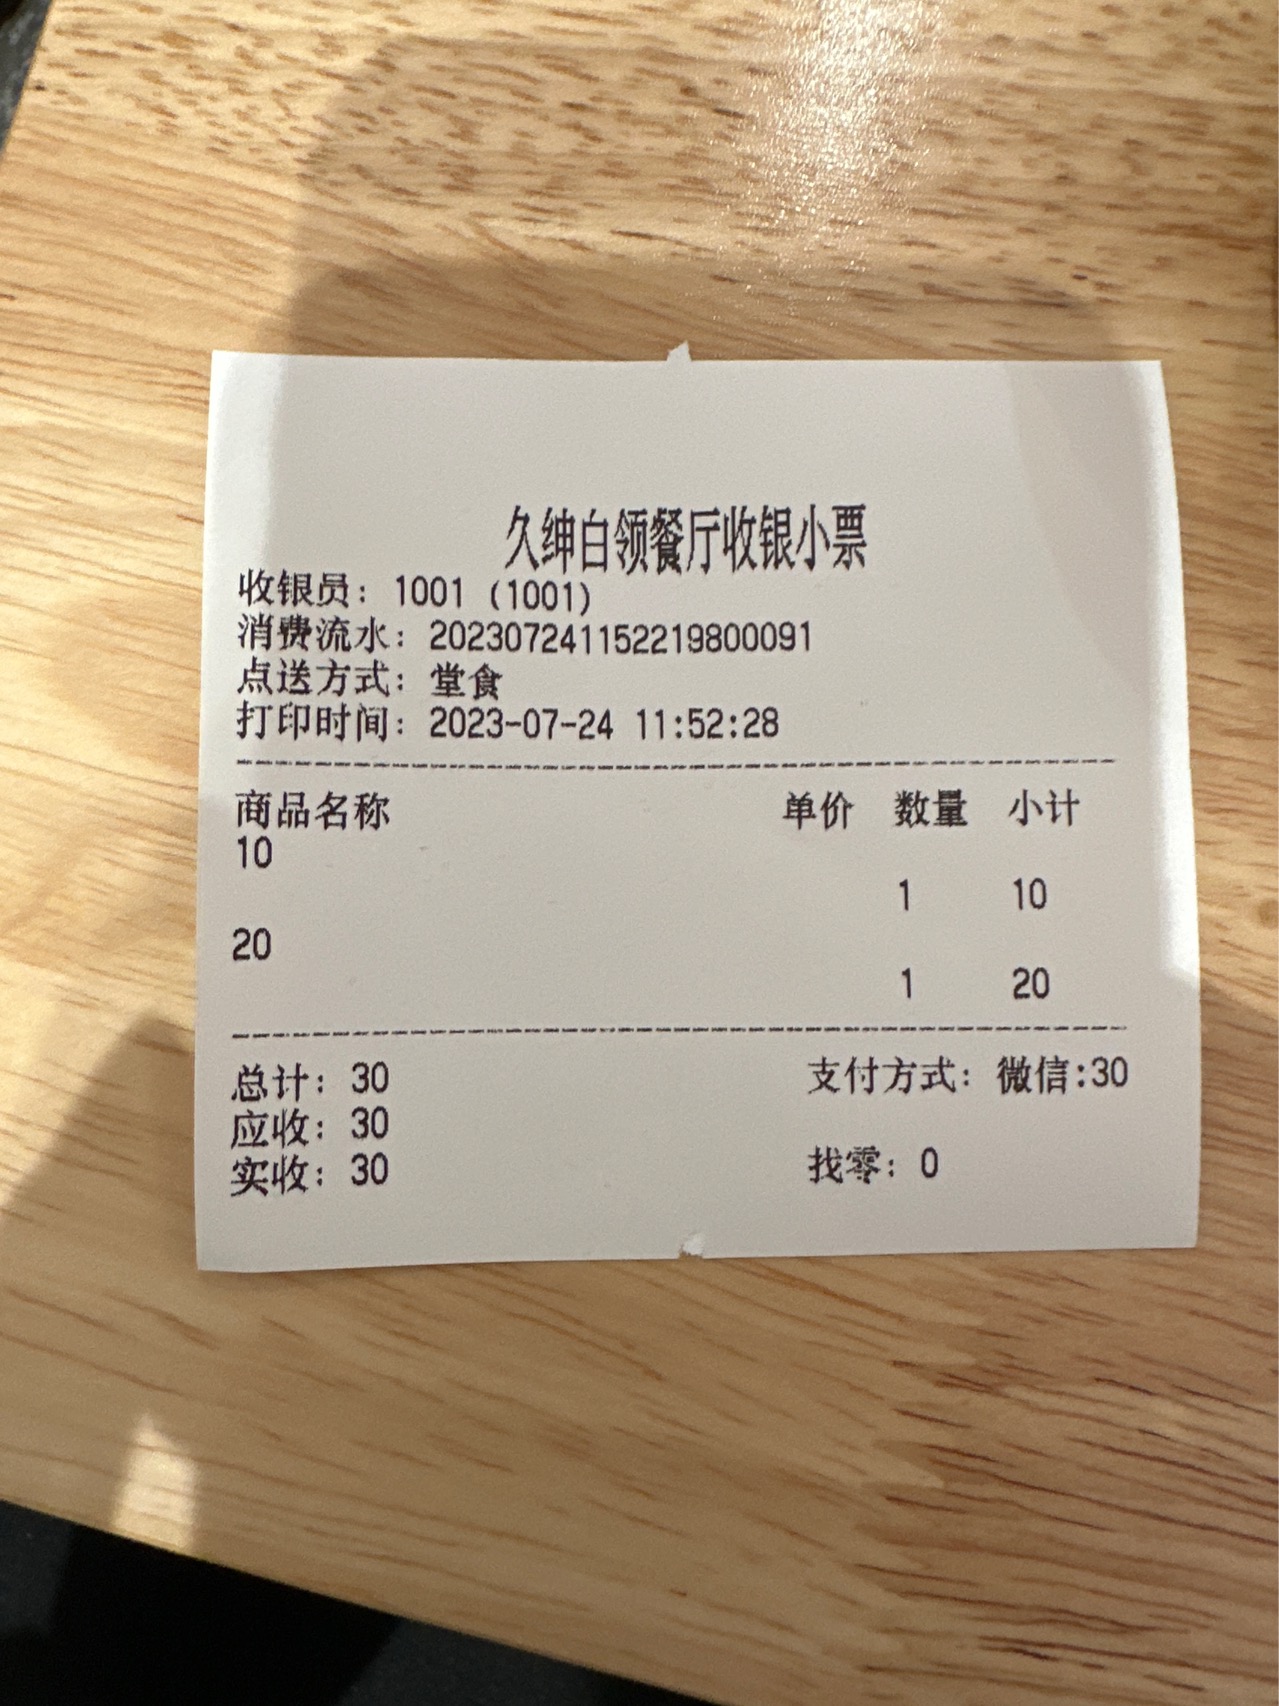 久绅白领餐厅收银小票
收银员：1001 (1001)
消费流水：202307241152219800091
点送方式：堂食
打印时间：2023-07-24 11:52:28
商品名称 单价 数量 小计
10
1 10
20
1 20
总计：30 支付方式：微信:30
应收：30
实收：30 找零：0